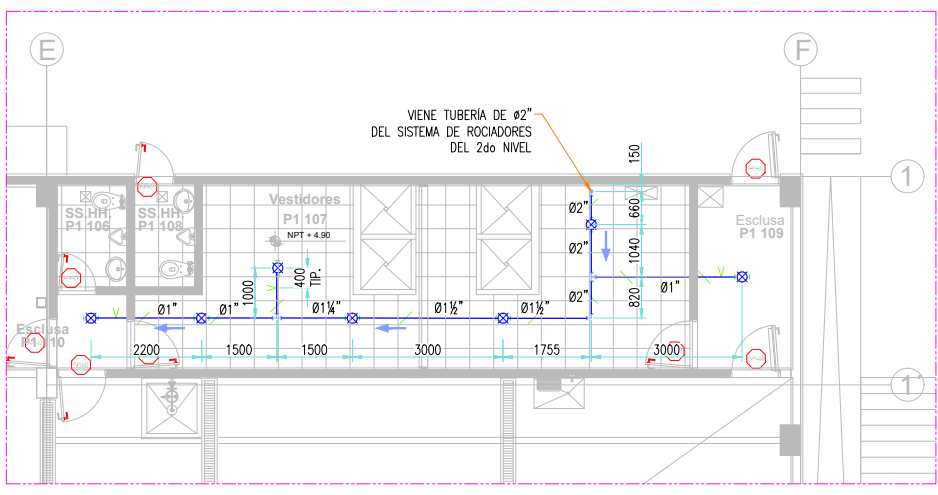 E
F
VIENE TUBERÍA DE ø2"
DEL SISTEMA DE ROCIADORES
DEL 2do NIVEL
150
1
SS.HH.
P1 106
SS.HH.
P1 108
Vestidores
P1 107
NPT + 4.90
Ø2"
660
Esclusa
P1 109
Ø2"
1040
1000
400
TIP.
Ø1"
Ø2"
820
Ø1"
Ø1"
Ø1¼"
Ø1½"
Ø1½"
Esclusa
P1 110
2200
1500
1500
3000
1755
3000
1'